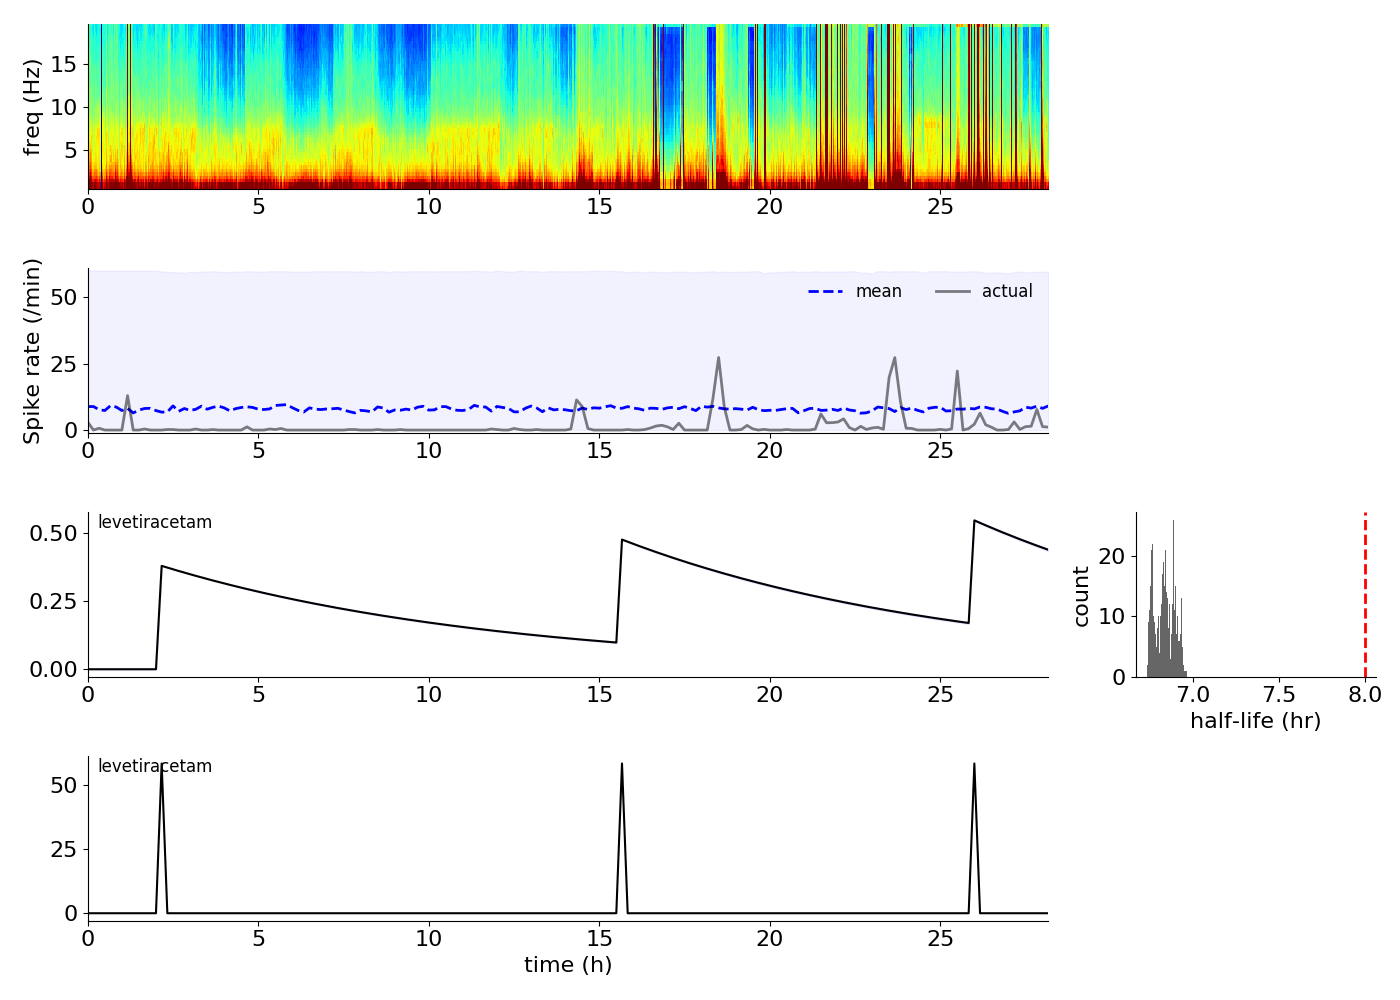 freq (Hz)
15
10
5
0 5 10 15 20 25
Spike rate (/min)
50
25
0
mean actual
0 5 10 15 20 25
levetiracetam
0.50
0.25
0.00
0 5 10 15 20 25
count
20
10
0
7.0 7.5 8.0
half-life (hr)
levetiracetam
50
25
0
0 5 10 15 20 25
time (h)